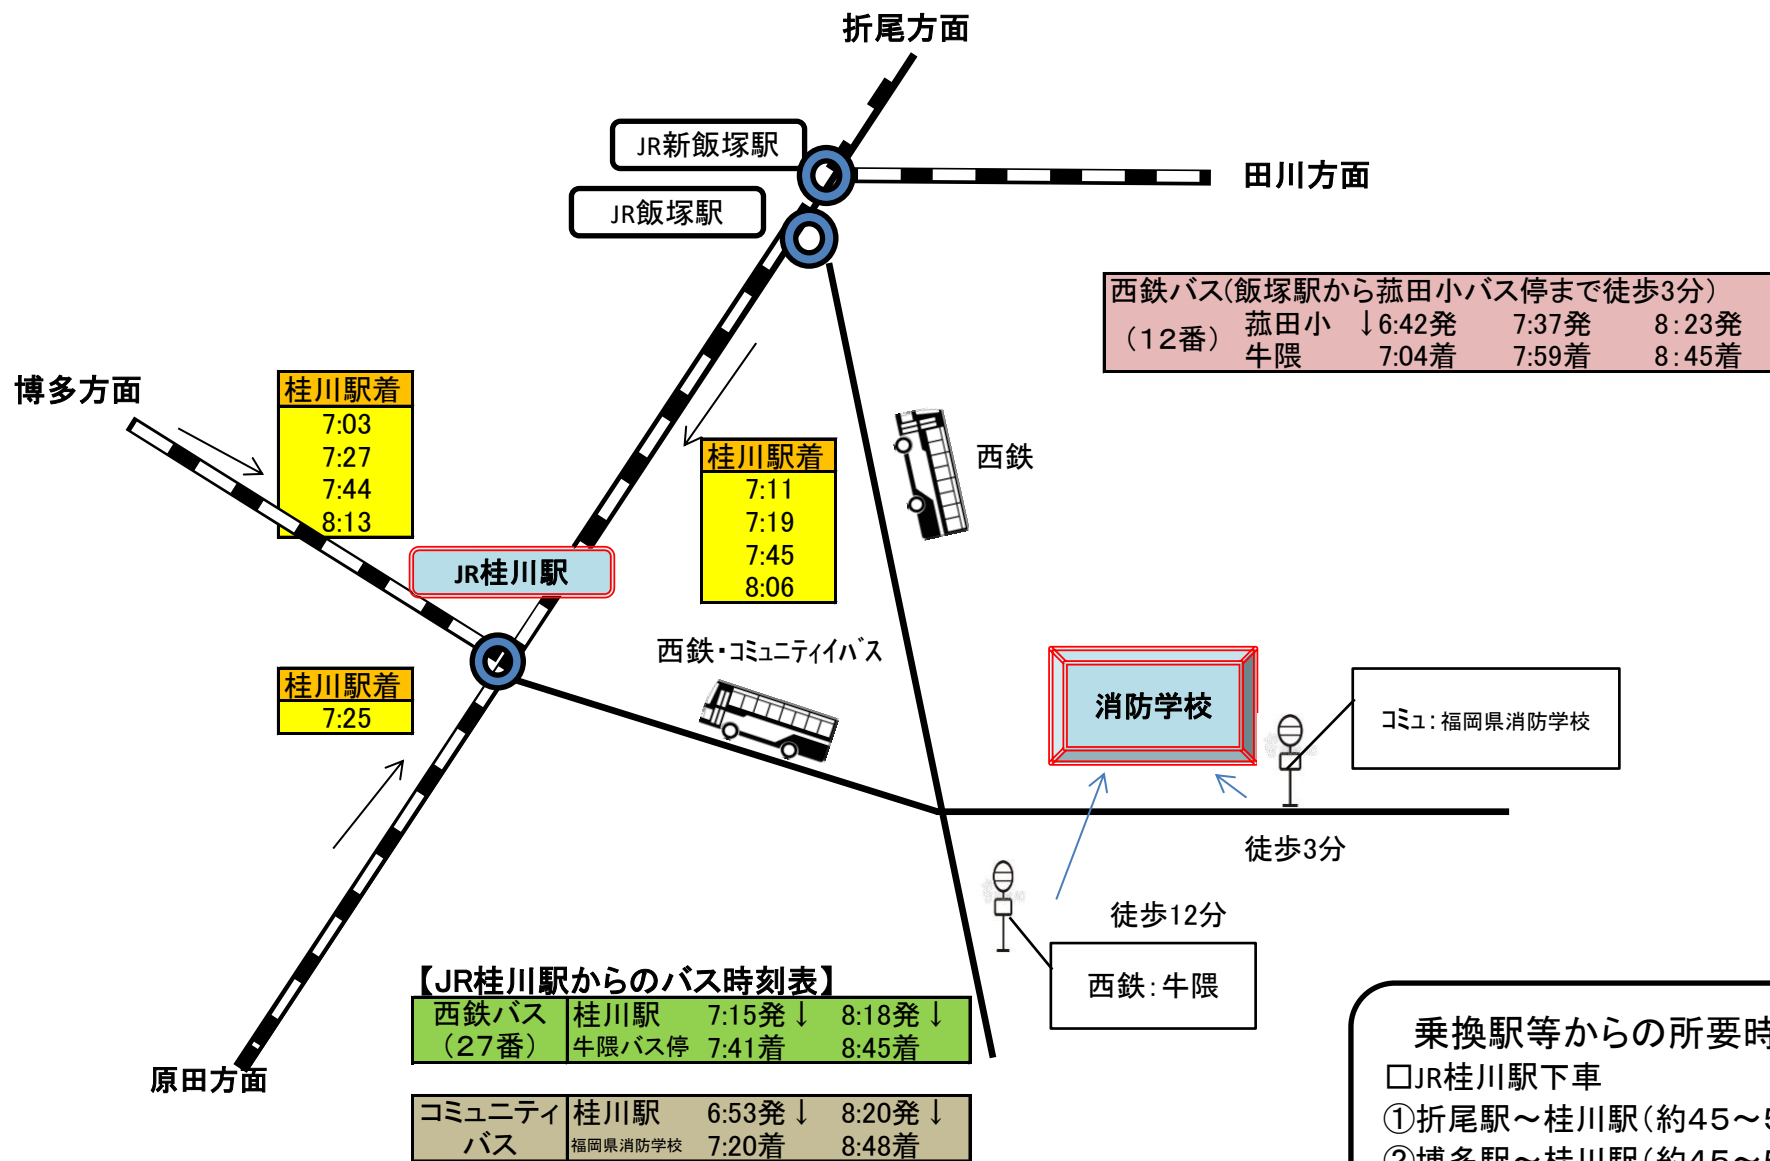 折尾方面
JR新飯塚駅
田川方面
JR飯塚駅
西鉄バス(飯塚駅から菰田小バス停まで徒歩3分)
(12番) 菰田小 ↓6:42発 7:37発 8:23発
牛隈 7:04着 7:59着 8:45着
博多方面
桂川駅着
7:03
7:27
7:44
8:13
桂川駅着
7:11
7:19
7:45
8:06
西鉄
JR桂川駅
西鉄・コミュニティイバス
桂川駅着
7:25
消防学校
コミュ:福岡県消防学校
徒歩3分
徒歩12分
西鉄:牛隈
【JR桂川駅からのバス時刻表】
西鉄バス 桂川駅 7:15発↓ 8:18発↓
(27番) 牛隈バス停 7:41着 8:45着
原田方面
コミュニティ 桂川駅 6:53発↓ 8:20発↓
バス 福岡県消防学校 7:20着 8:48着
乗換駅等からの所要時
□JR桂川駅下車
①折尾駅~桂川駅(約45~5
②博多駅~桂川駅(約45~5